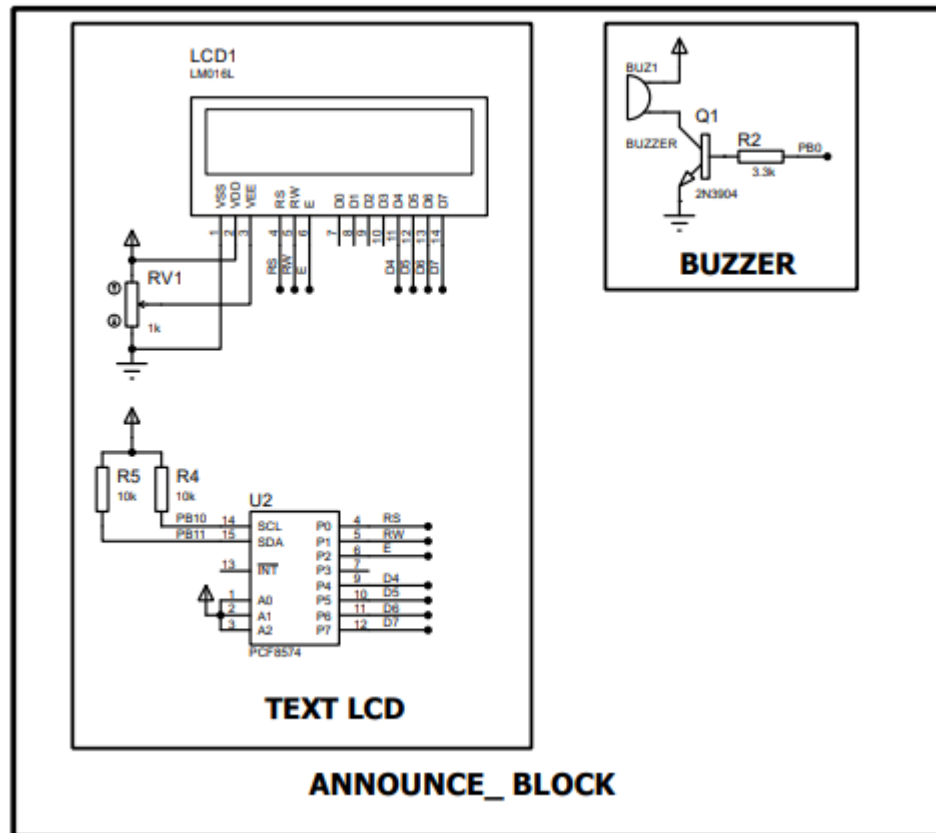 LCD1
LM016L
VSS VDD VEE RS RW E D0 D1 D2 D3 D4 D5 D6 D7
1 2 3 4 5 6 7 8 9 10 11 12 13 14
RS RW E D4 D5 D6 D7
RV1
1k
R5 R4
10k 10k
U2
PB10 14 SCL P0 4 RS
PB11 15 SDA P1 5 RW
P2 6 E
13 INT P3 7
P4 9 D4
1 A0 P5 10 D5
2 A1 P6 11 D6
3 A2 P7 12 D7
PCF8574
TEXT LCD
BUZ1
Q1
BUZZER
R2
PB0
3.3k
2N3904
BUZZER
ANNOUNCE_ BLOCK